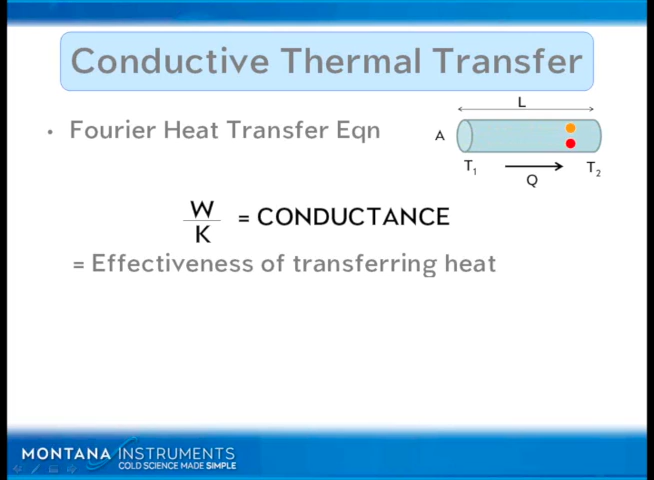 Conductive Thermal Transfer
L
• Fourier Heat Transfer Eqn
A
T1
T2
Q
W
K
= CONDUCTANCE
= Effectiveness of transferring heat
MONTANA INSTRUMENTS
COLD SCIENCE MADE SIMPLE